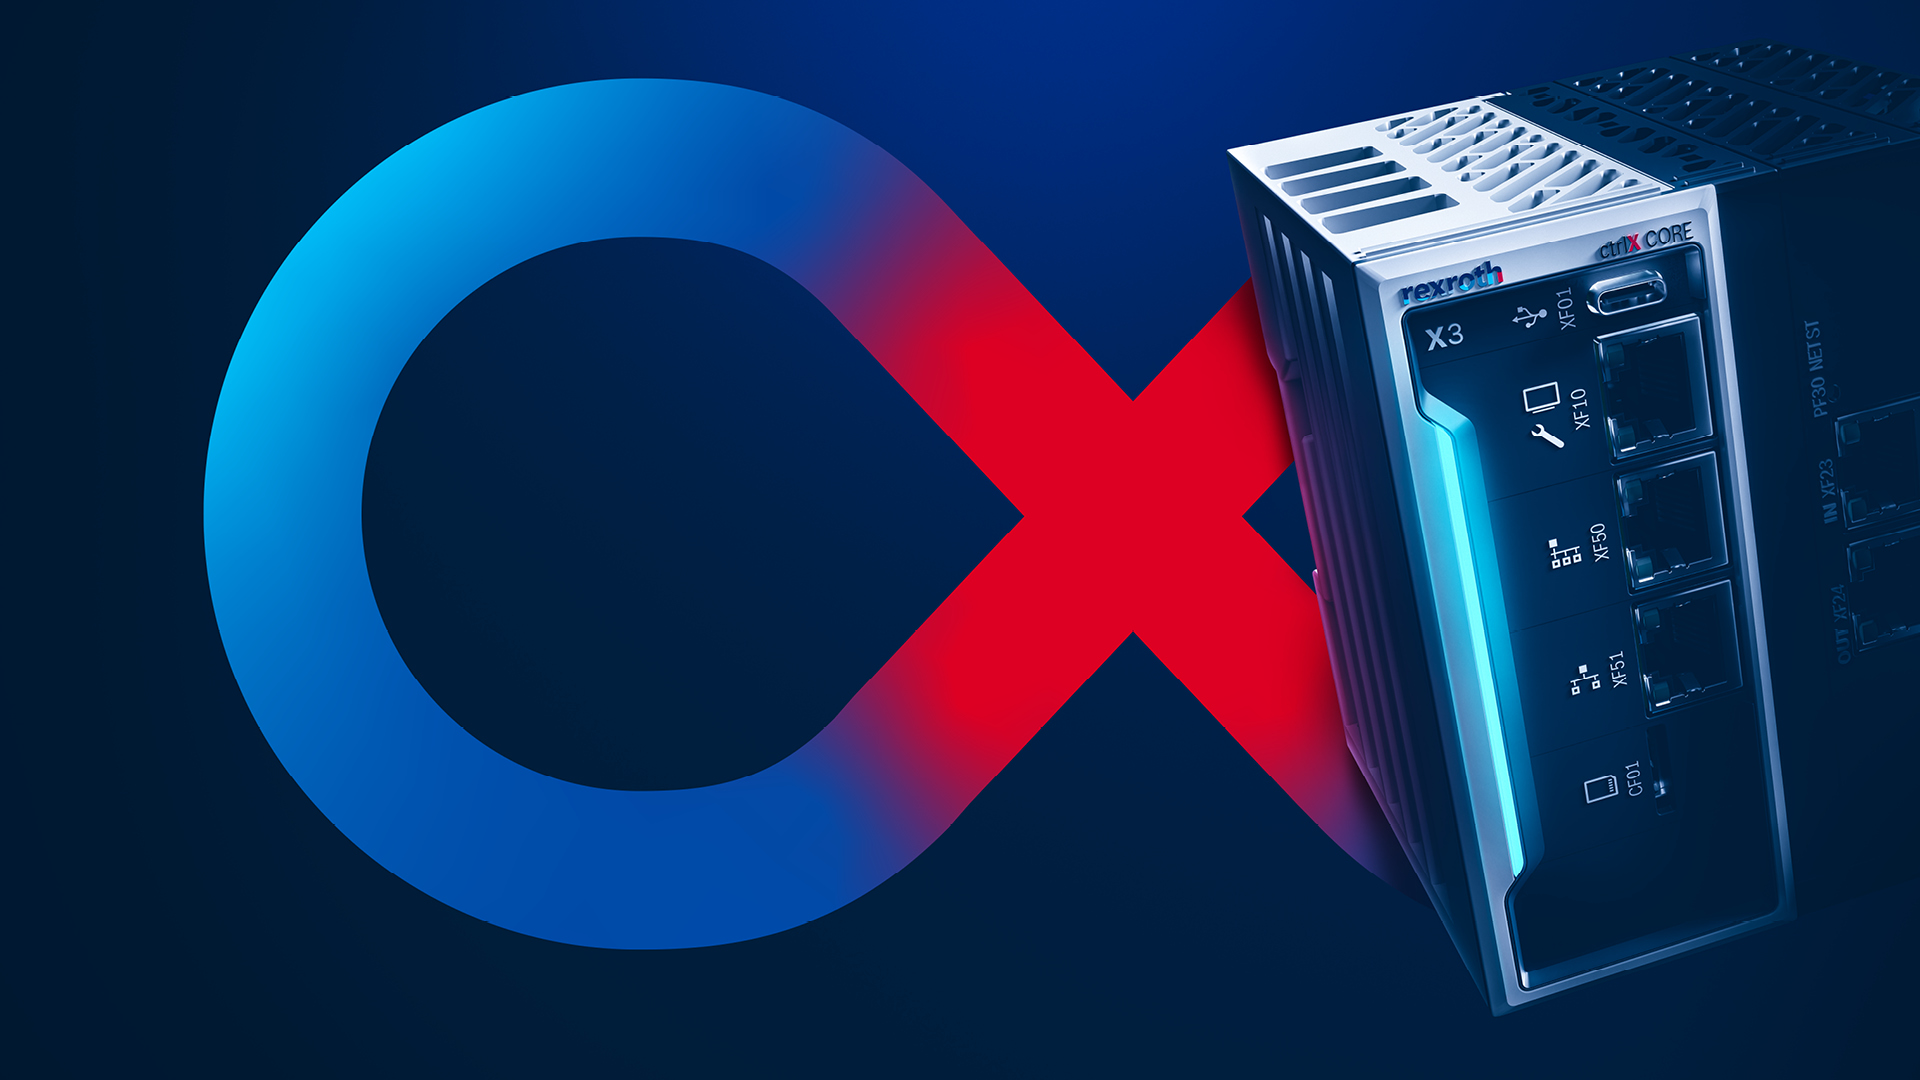 ctrlX CORE
rexroth
X3
XF01
XF10
XF50
XF51
CF01
PF30 NET ST
IN XF23
OUT XF24